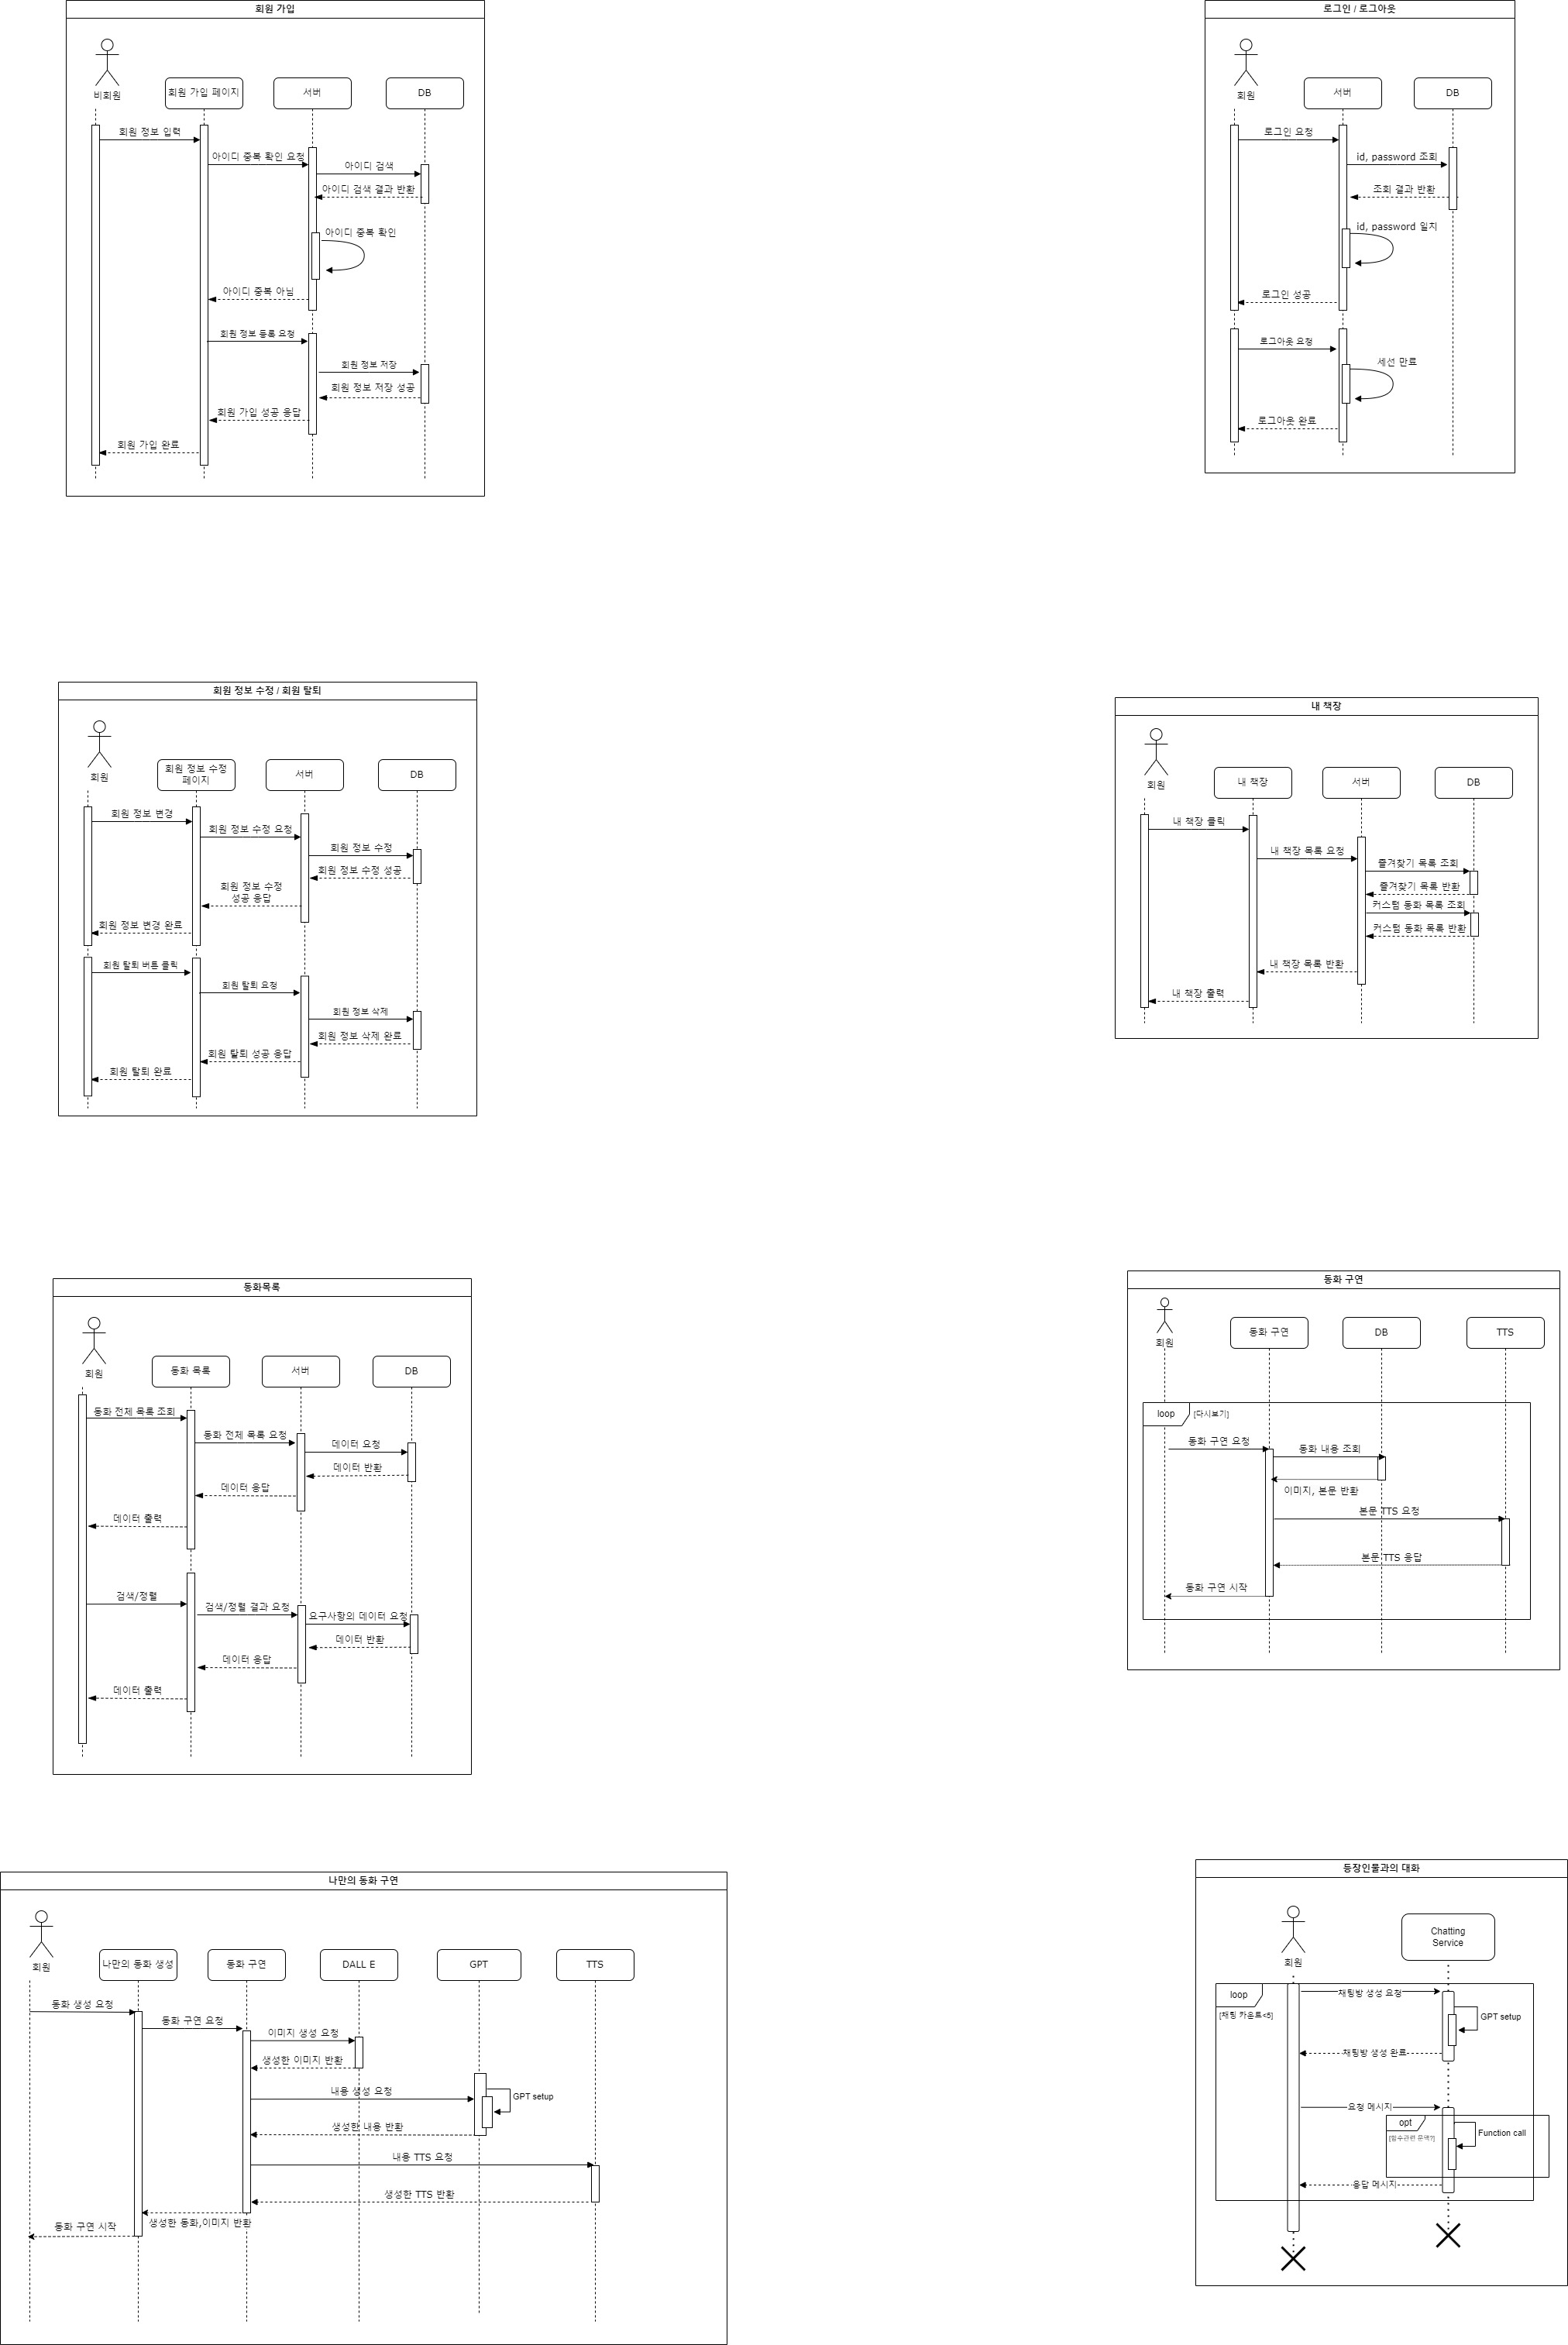 회원 가입
비회원
회원 가입 페이지
서버
DB
회원 정보 입력
아이디 중복 확인 요청
아이디 검색
아이디 검색 결과 반환
아이디 중복 확인
아이디 중복 아님
회원 정보 등록 요청
회원 정보 저장
회원 정보 저장 성공
회원 가입 성공 응답
회원 가입 완료
로그인 / 로그아웃
회원
서버
DB
로그인 요청
id, password 조회
조회 결과 반환
id, password 일치
로그인 성공
로그아웃 요청
세션 만료
로그아웃 완료
회원 정보 수정 / 회원 탈퇴
회원
회원 정보 수정
페이지
서버
DB
회원 정보 변경
회원 정보 수정 요청
회원 정보 수정
회원 정보 수정 성공
회원 정보 수정
성공 응답
회원 정보 변경 완료
회원 탈퇴 버튼 클릭
회원 탈퇴 요청
회원 정보 삭제
회원 정보 삭제 완료
회원 탈퇴 성공 응답
회원 탈퇴 완료
내 책장
회원
내 책장
서버
DB
내 책장 클릭
내 책장 목록 요청
즐겨찾기 목록 조회
즐겨찾기 목록 반환
커스텀 동화 목록 조회
커스텀 동화 목록 반환
내 책장 목록 반환
내 책장 출력
동화목록
회원
동화 목록
서버
DB
동화 전체 목록 조회
동화 전체 목록 요청
데이터 요청
데이터 반환
데이터 응답
데이터 출력
검색/정렬
검색/정렬 결과 요청
요구사항의 데이터 요청
데이터 반환
데이터 응답
데이터 출력
동화 구연
회원
동화 구연
DB
TTS
loop
[다시보기]
동화 구연 요청
동화 내용 조회
이미지, 본문 반환
본문 TTS 요청
본문 TTS 응답
동화 구연 시작
나만의 동화 구연
회원
나만의 동화 생성
동화 구연
DALL E
GPT
TTS
동화 생성 요청
동화 구연 요청
이미지 생성 요청
생성한 이미지 반환
내용 생성 요청
GPT setup
생성한 내용 반환
내용 TTS 요청
생성한 TTS 반환
생성한 동화,이미지 반환
동화 구연 시작
등장인물과의 대화
회원
Chatting
Service
loop
[채팅 카운트<5]
채팅방 생성 요청
GPT setup
채팅방 생성 완료
요청 메시지
opt
[함수관련 문맥?]
Function call
응답 메시지